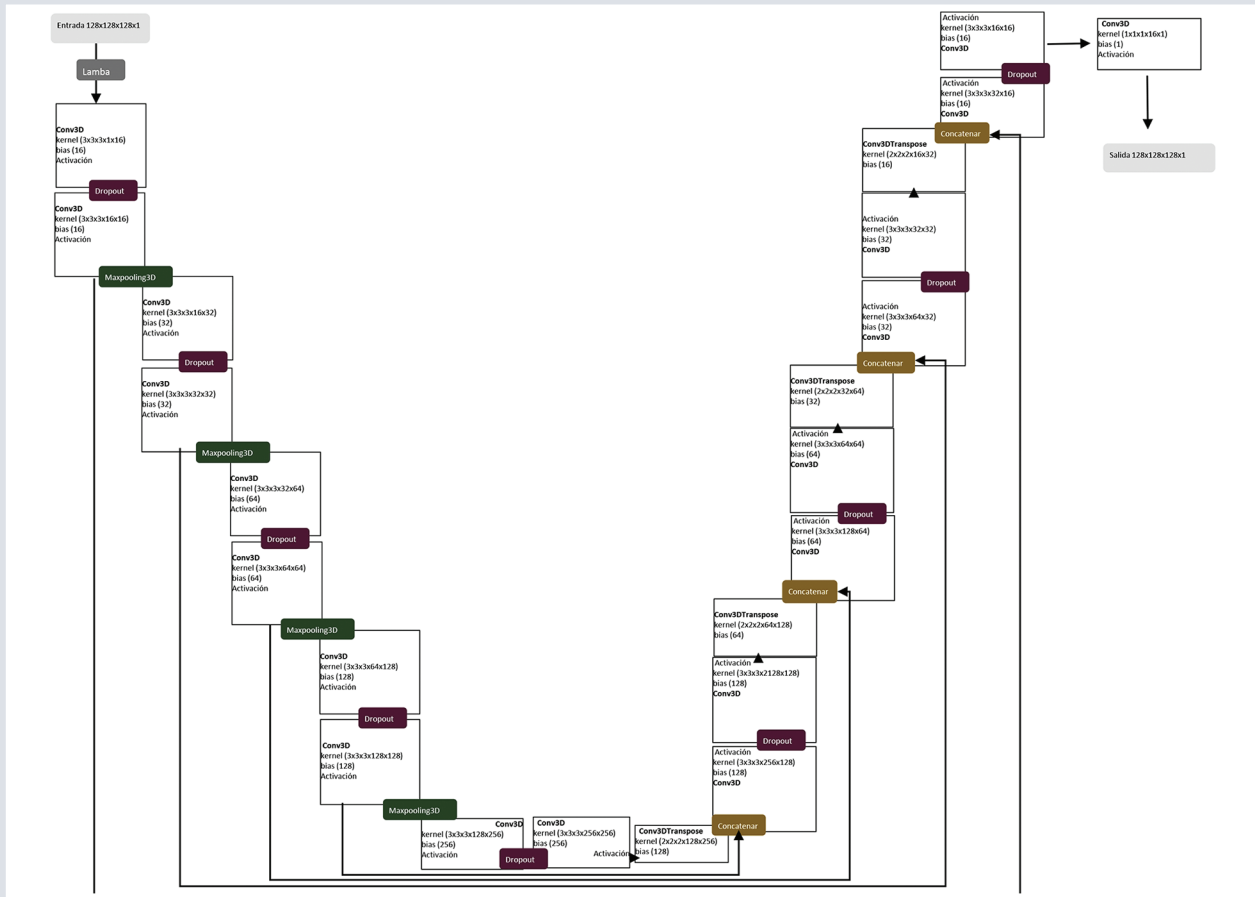 Entrada 128x128x128x1
Lamba
Conv3D
kernel (3x3x3x1x16)
bias (16)
Activación
Dropout
Conv3D
kernel (3x3x3x16x16)
bias (16)
Activación
Maxpooling3D
Conv3D
kernel (3x3x3x16x32)
bias (32)
Activación
Dropout
Conv3D
kernel (3x3x3x32x32)
bias (32)
Activación
Maxpooling3D
Conv3D
kernel (3x3x3x32x64)
bias (64)
Activación
Dropout
Conv3D
kernel (3x3x3x64x64)
bias (64)
Activación
Maxpooling3D
Conv3D
kernel (3x3x3x64x128)
bias (128)
Activación
Dropout
Conv3D
kernel (3x3x3x128x128)
bias (128)
Activación
Maxpooling3D
Conv3D
kernel (3x3x3x128x256)
bias (256)
Activación
Dropout
Conv3D
kernel (3x3x3x256x256)
bias (256)
Activación
Conv3DTranspose
kernel (2x2x2x128x256)
bias (128)
Concatenar
Activación
kernel (3x3x3x256x128)
bias (128)
Conv3D
Dropout
Activación
kernel (3x3x3x2128x128)
bias (128)
Conv3D
Conv3DTranspose
kernel (2x2x2x64x128)
bias (64)
Concatenar
Activación
kernel (3x3x3x128x64)
bias (64)
Conv3D
Dropout
Activación
kernel (3x3x3x64x64)
bias (64)
Conv3D
Conv3DTranspose
kernel (2x2x2x32x64)
bias (32)
Concatenar
Activación
kernel (3x3x3x64x32)
bias (32)
Conv3D
Dropout
Activación
kernel (3x3x3x32x32)
bias (32)
Conv3D
Conv3DTranspose
kernel (2x2x2x16x32)
bias (16)
Concatenar
Activación
kernel (3x3x3x32x16)
bias (16)
Conv3D
Dropout
Activación
kernel (3x3x3x16x16)
bias (16)
Conv3D
Conv3D
kernel (1x1x1x16x1)
bias (1)
Activación
Salida 128x128x128x1